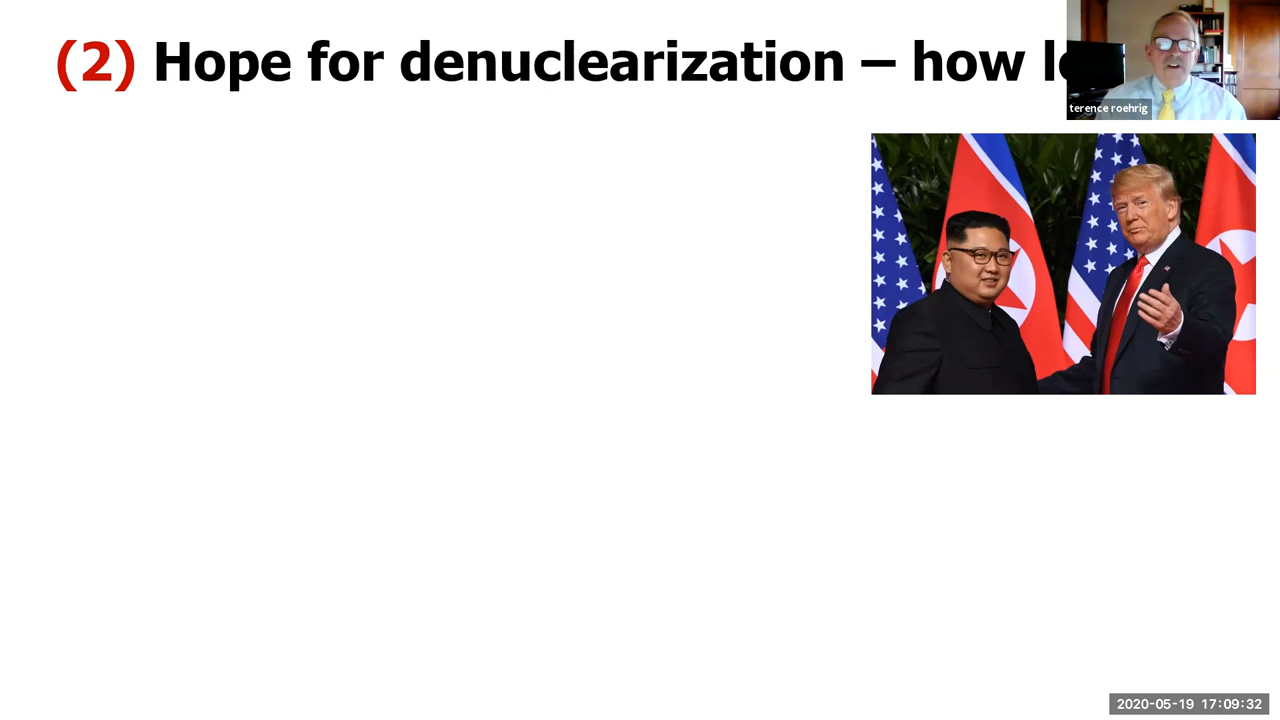 (2) Hope for denuclearization – how
terence roehrig
2020-05-19 17:09:32